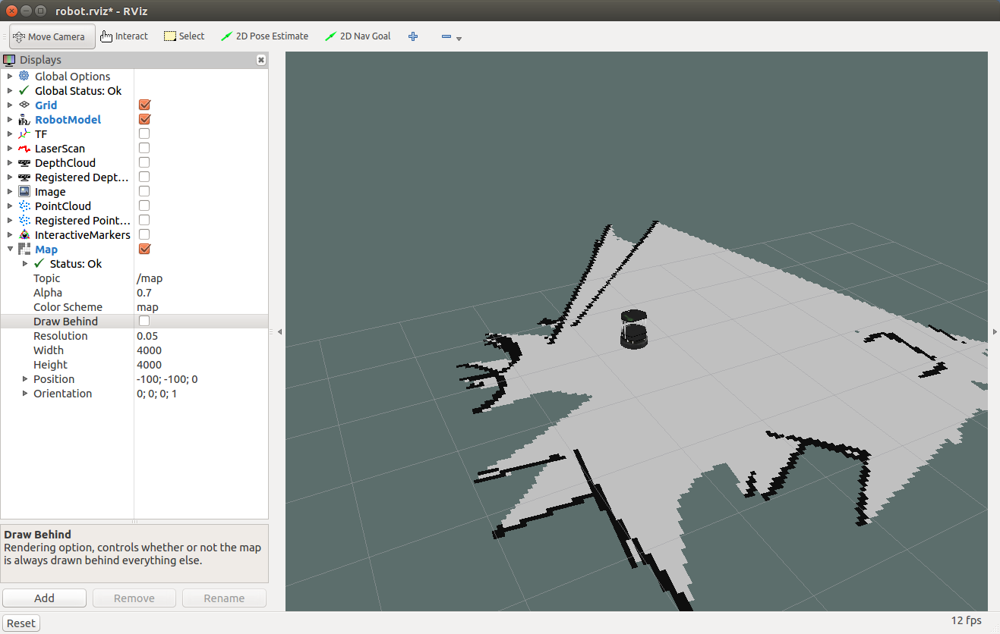 robot.rviz* - RViz
Move Camera Interact Select 2D Pose Estimate 2D Nav Goal
Displays
Global Options
Global Status: Ok
Grid
RobotModel
TF
LaserScan
DepthCloud
Registered Dept...
Image
PointCloud
Registered Point...
InteractiveMarkers
Map
Status: Ok
Topic /map
Alpha 0.7
Color Scheme map
Draw Behind
Resolution 0.05
Width 4000
Height 4000
Position -100; -100; 0
Orientation 0; 0; 0; 1
Draw Behind
Rendering option, controls whether or not the map
is always drawn behind everything else.
Add Remove Rename
Reset 12 fps